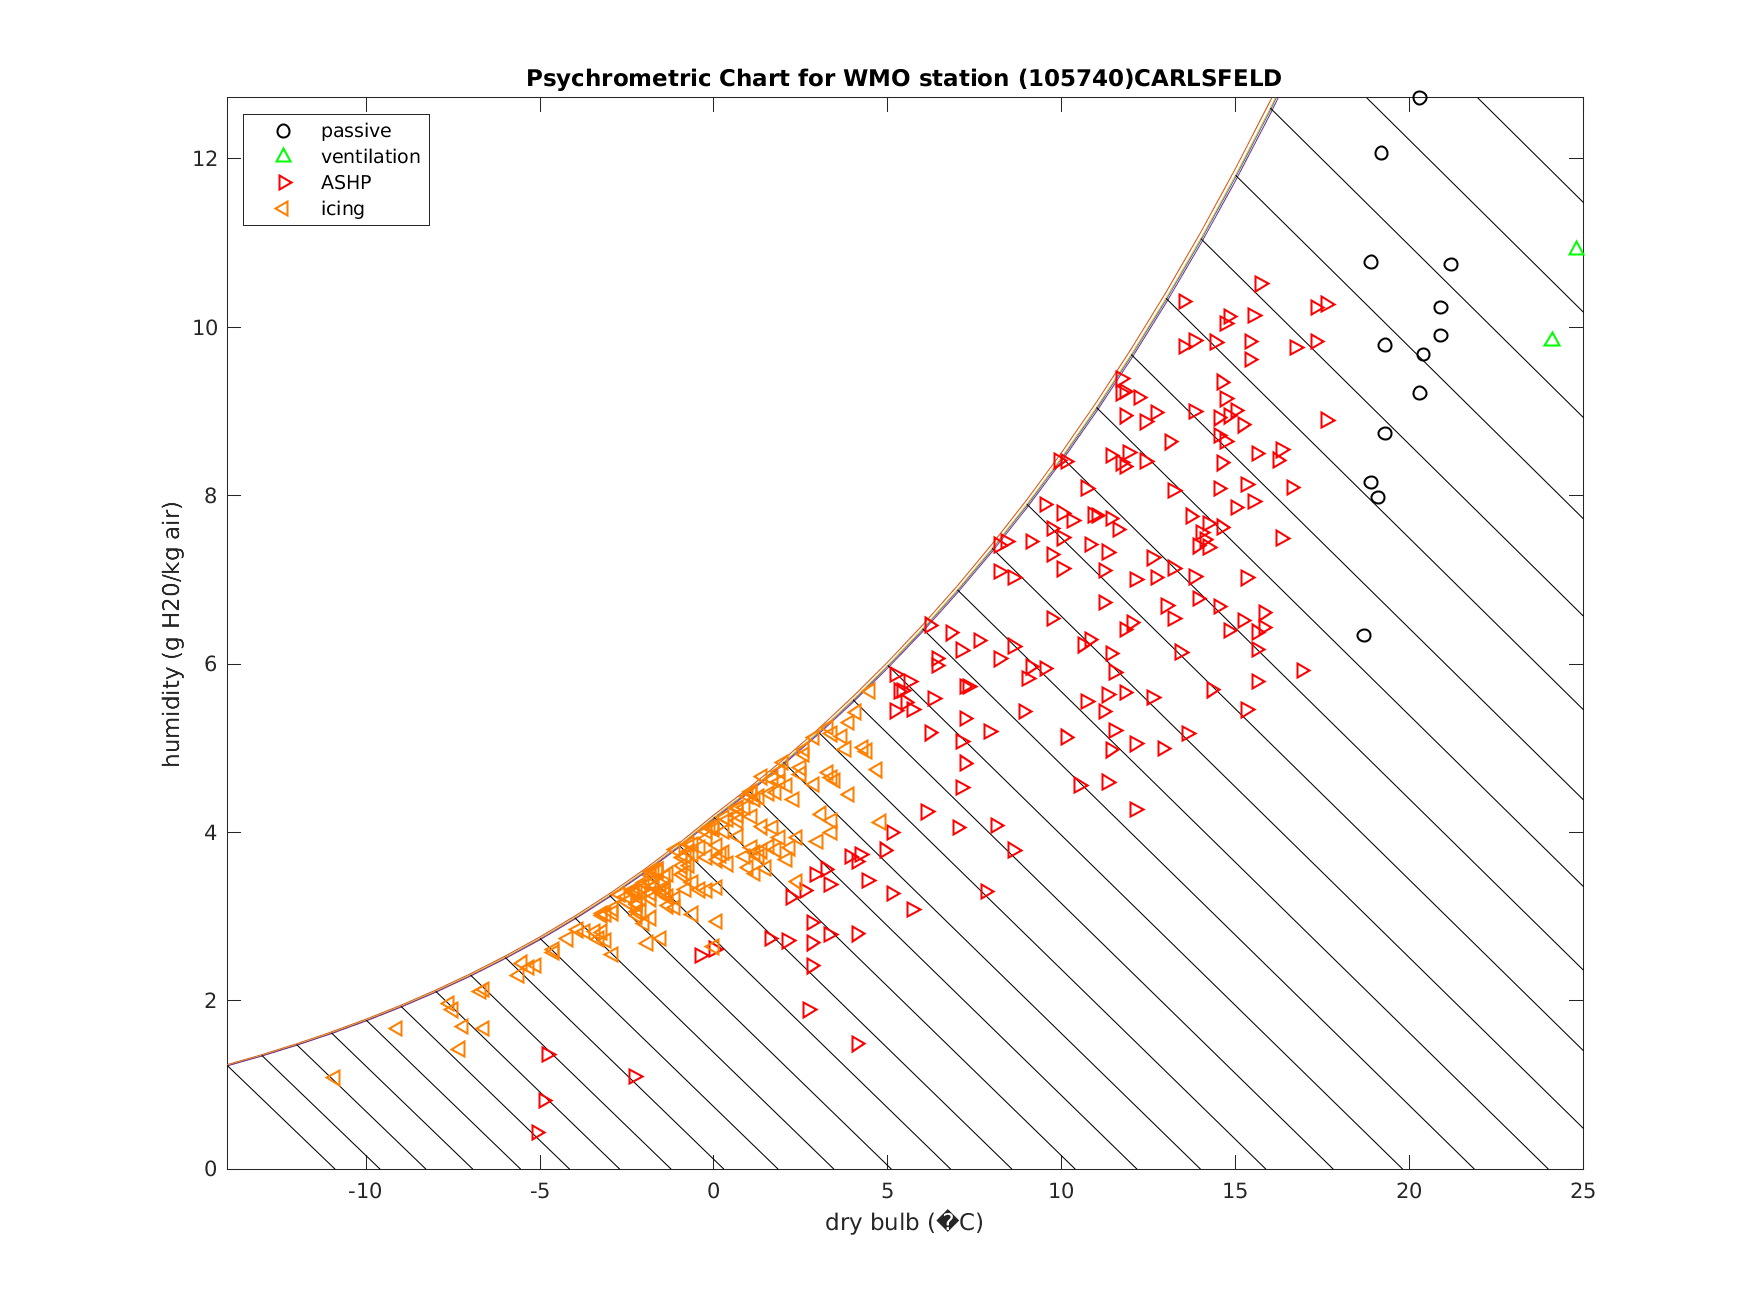 Psychrometric Chart for WMO station (105740)CARLSFELD
passive
ventilation
ASHP
icing
12
10
8
6
4
2
0
humidity (g H20/kg air)
-10 -5 0 5 10 15 20 25
dry bulb (�C)